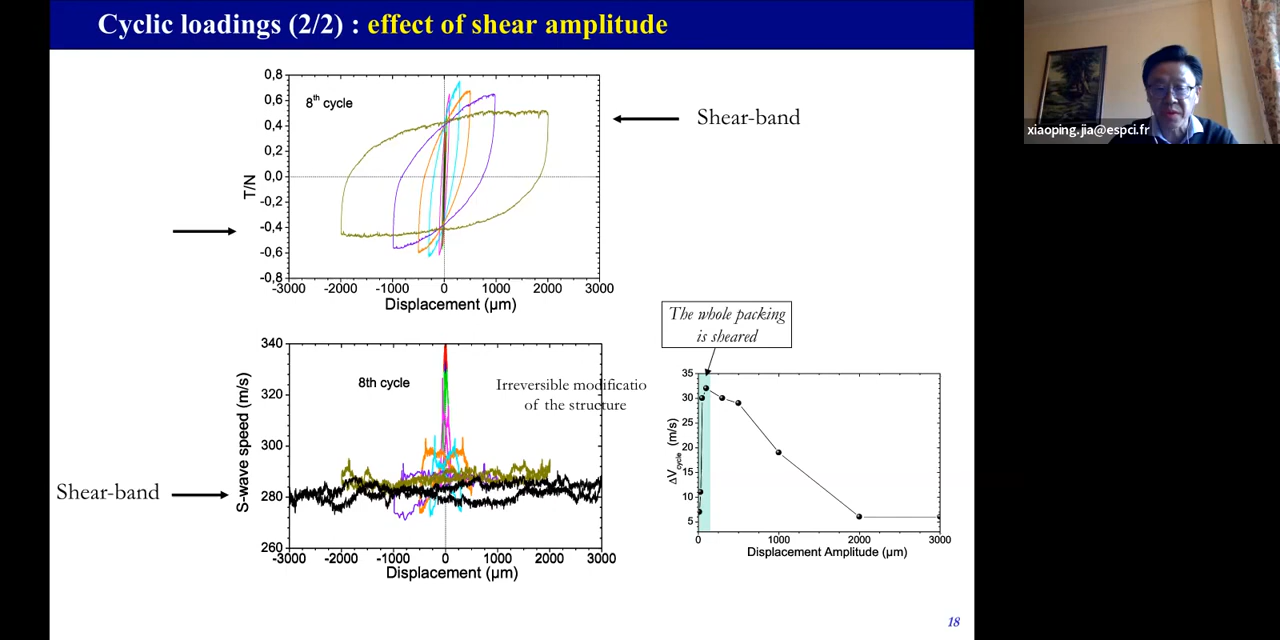 Cyclic loadings (2/2) : effect of shear amplitude
xiaoping.jia@espci.fr
0,8
0,6
0,4
0,2
0,0
-0,2
-0,4
-0,6
-0,8
T/N
8th cycle
Shear-band
-3000 -2000 -1000 0 1000 2000 3000
Displacement (µm)
The whole packing
is sheared
340
320
300
280
260
S-wave speed (m/s)
8th cycle
Irreversible modificatio
of the structure
Shear-band
-3000 -2000 -1000 0 1000 2000 3000
Displacement (µm)
35
30
25
20
15
10
5
ΔVcycle (m/s)
0 1000 2000 3000
Displacement Amplitude (µm)
18